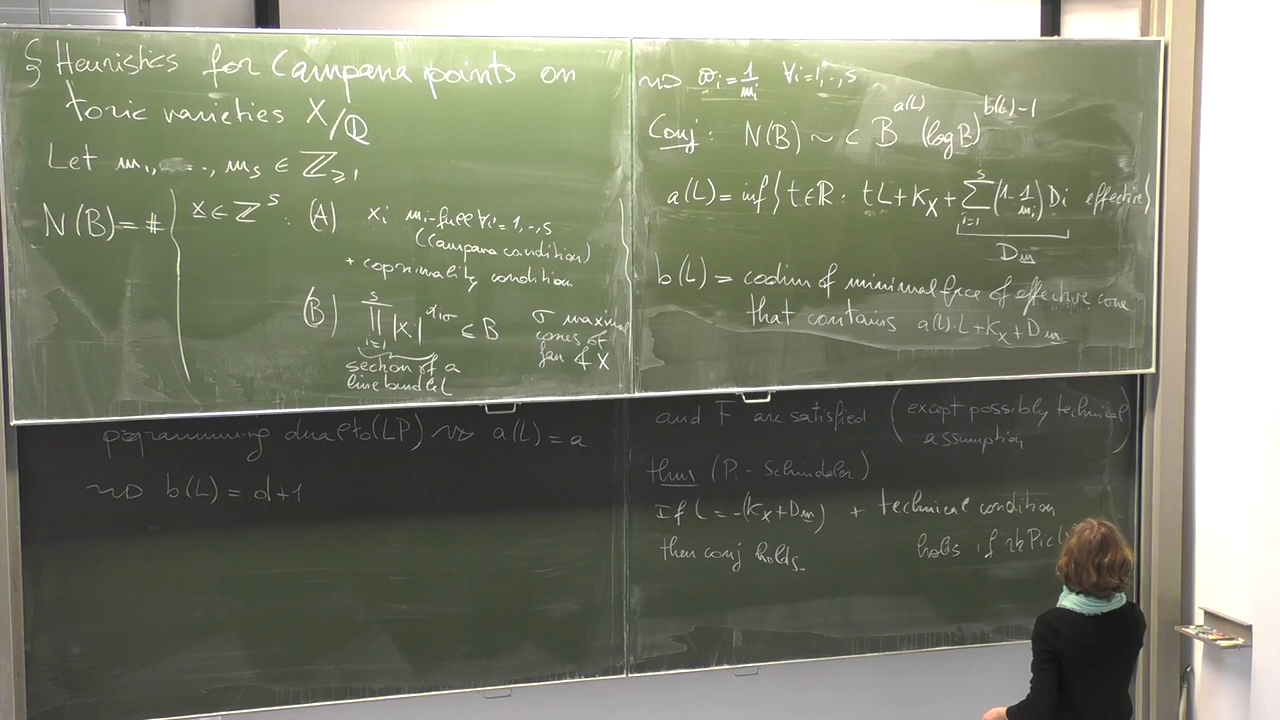 § Heuristics for Campana points on
toric varieties X/ℚ
Let m₁, ..., mₛ ∈ ℤ≥1
N(B) = # { x ∈ ℤˢ : (A) xᵢ mᵢ-free ∀i=1,..,s
(Campana condition)
+ coprimality condition
(B) ∏ᵢ₌₁ˢ |xᵢ|^{αᵢσ} ≤ B σ maximal
cones of
fan of X
section of a
line bundle L
⇝ ϖᵢ = 1/mᵢ ∀i=1,..,s
Conj: N(B) ~ c B^{a(L)} (log B)^{b(L)-1}
a(L) = inf { t ∈ ℝ : tL + K_X + ∑ᵢ₌₁ˢ (1 - 1/mᵢ) Dᵢ effective }
D_m
b(L) = codim of minimal face of effective cone
that contains a(L)·L + K_X + D_m
programming dual to (LP) ⇝ a(L) = a
⇝ b(L) = d+1
and F are satisfied (except possibly technical
assumption)
thm (P. - Schindler)
If L = -(K_X + D_m) + technical condition
then conj holds. holds if rk Pic(